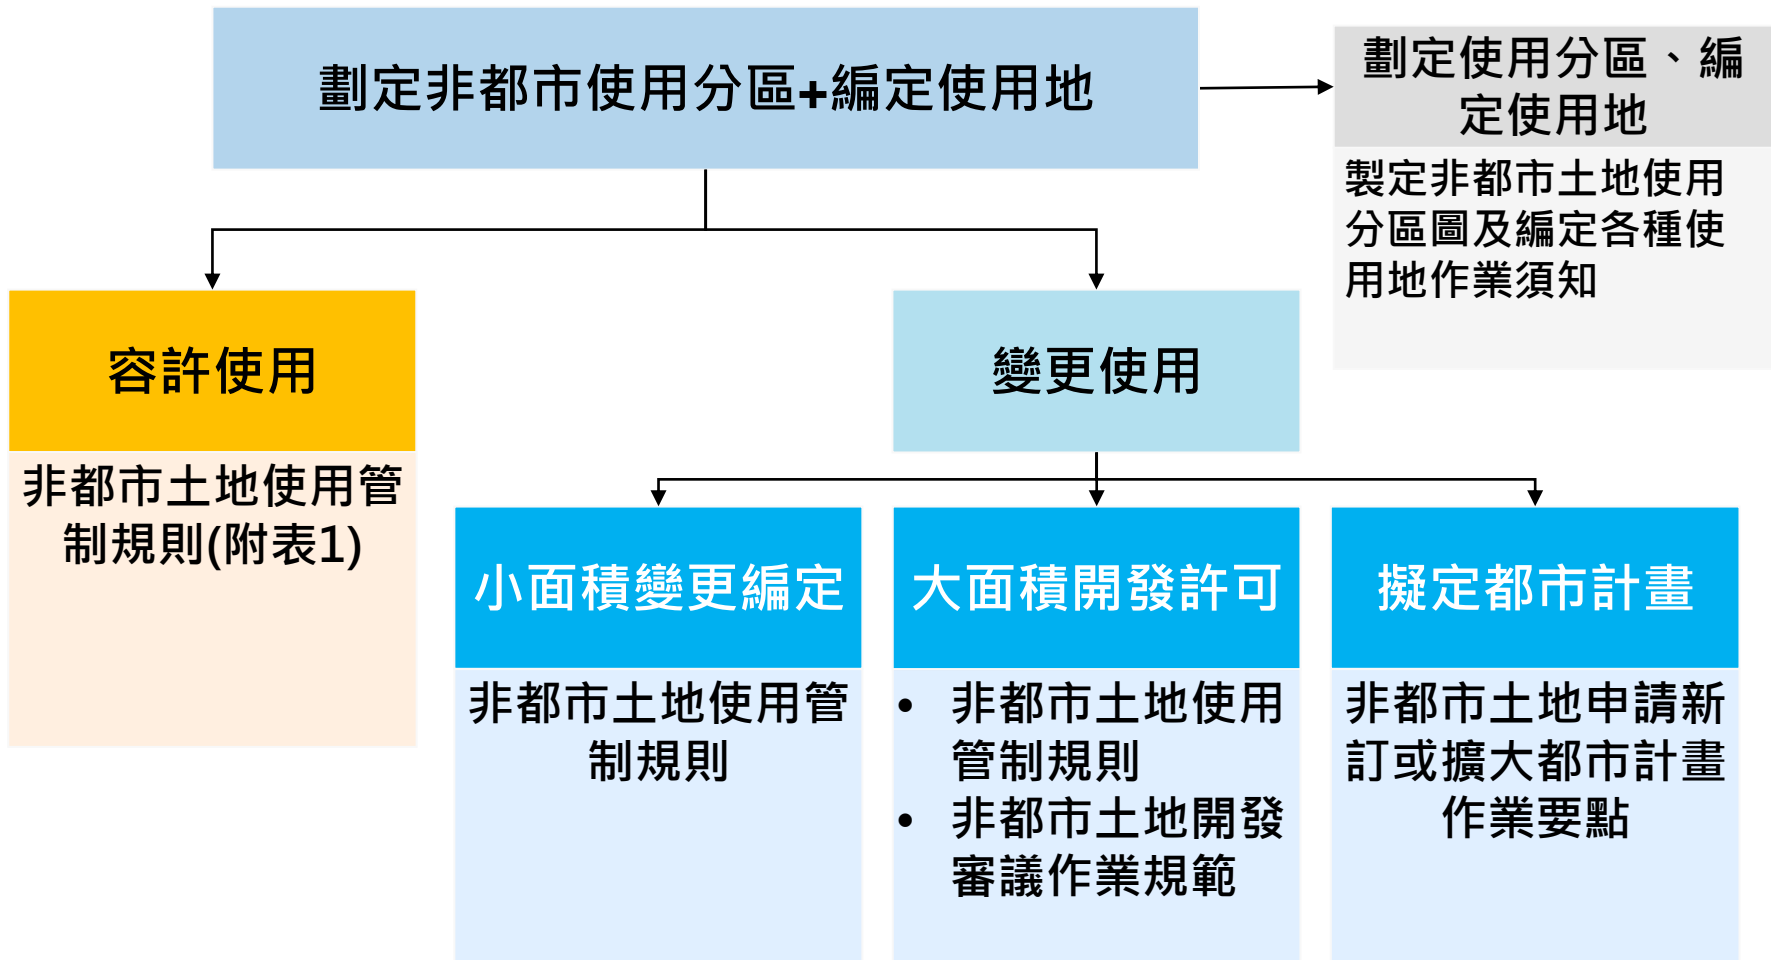 劃定非都市使用分區+編定使用地
劃定使用分區、編
定使用地
製定非都市土地使用
分區圖及編定各種使
用地作業須知
容許使用
非都市土地使用管
制規則(附表1)
變更使用
小面積變更編定
非都市土地使用管
制規則
大面積開發許可
• 非都市土地使用
管制規則
• 非都市土地開發
審議作業規範
擬定都市計畫
非都市土地申請新
訂或擴大都市計畫
作業要點